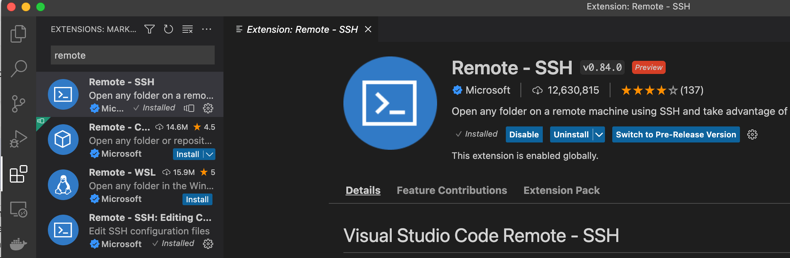 Extension: Remote - SSH
EXTENSIONS: MARK...
Extension: Remote - SSH
remote
Remote - SSH
Open any folder on a remo...
Mic... Installed
Remote - C... 14.6M 4.5
Open any folder or reposit...
Microsoft Install
Remote - WSL 15.9M 5
Open any folder in the Win...
Microsoft Install
Remote - SSH: Editing C...
Edit SSH configuration files
Microsoft Installed
Remote - SSH v0.84.0 Preview
Microsoft 12,630,815 (137)
Open any folder on a remote machine using SSH and take advantage of
Installed Disable Uninstall Switch to Pre-Release Version
This extension is enabled globally.
Details Feature Contributions Extension Pack
Visual Studio Code Remote - SSH